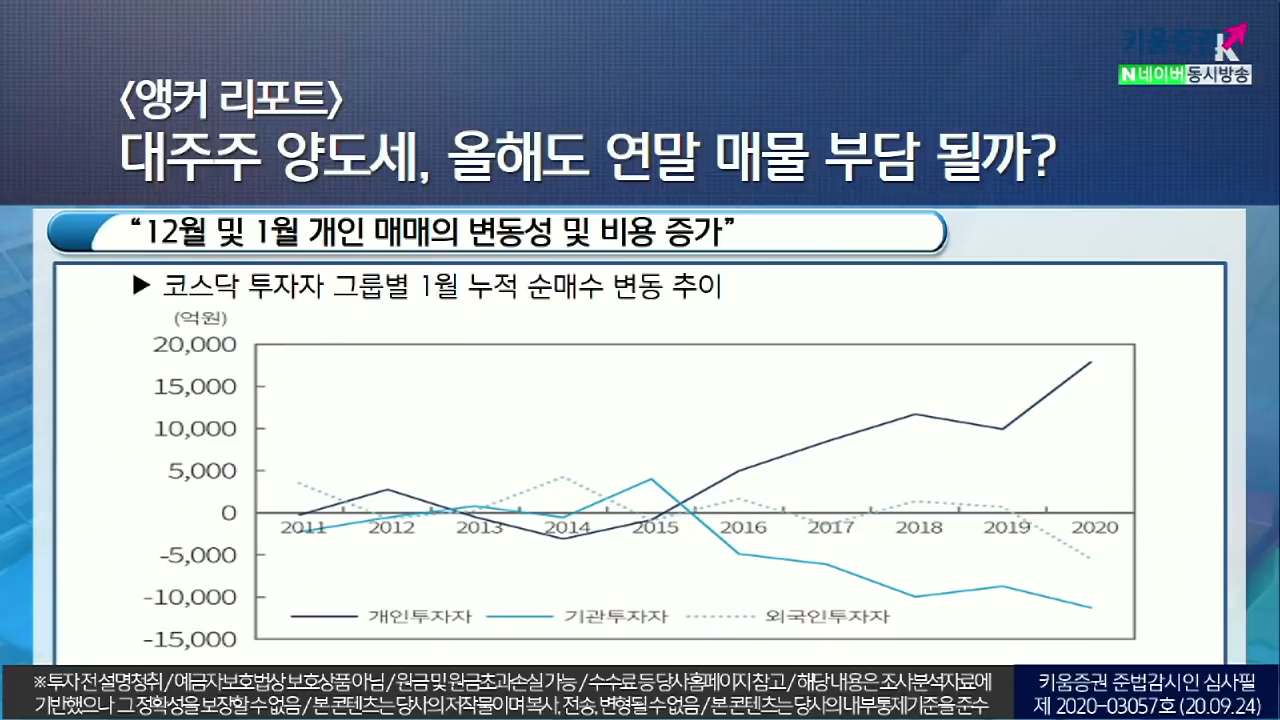 키움증권
N 네이버 동시방송
<앵커 리포트>
대주주 양도세, 올해도 연말 매물 부담 될까?
“12월 및 1월 개인 매매의 변동성 및 비용 증가”
▶ 코스닥 투자자 그룹별 1월 누적 순매수 변동 추이
(억원)
20,000
15,000
10,000
5,000
0
-5,000
-10,000
-15,000
2011 2012 2013 2014 2015 2016 2017 2018 2019 2020
개인투자자 기관투자자 외국인투자자
※투자 전 설명청취 / 예금자보호법상 보호상품 아님 / 원금 및 원금초과손실 가능 / 수수료 등 당사홈페이지 참고 / 해당 내용은 조사분석자료에
기반했으나 그 정확성을 보장할 수 없음 / 본 콘텐츠는 당사의 저작물이며 복사, 전송, 변형될 수 없음 / 본 콘텐츠는 당사의 내부통제기준을 준수
키움증권 준법감시인 심사필
제 2020-03057호 (20.09.24)